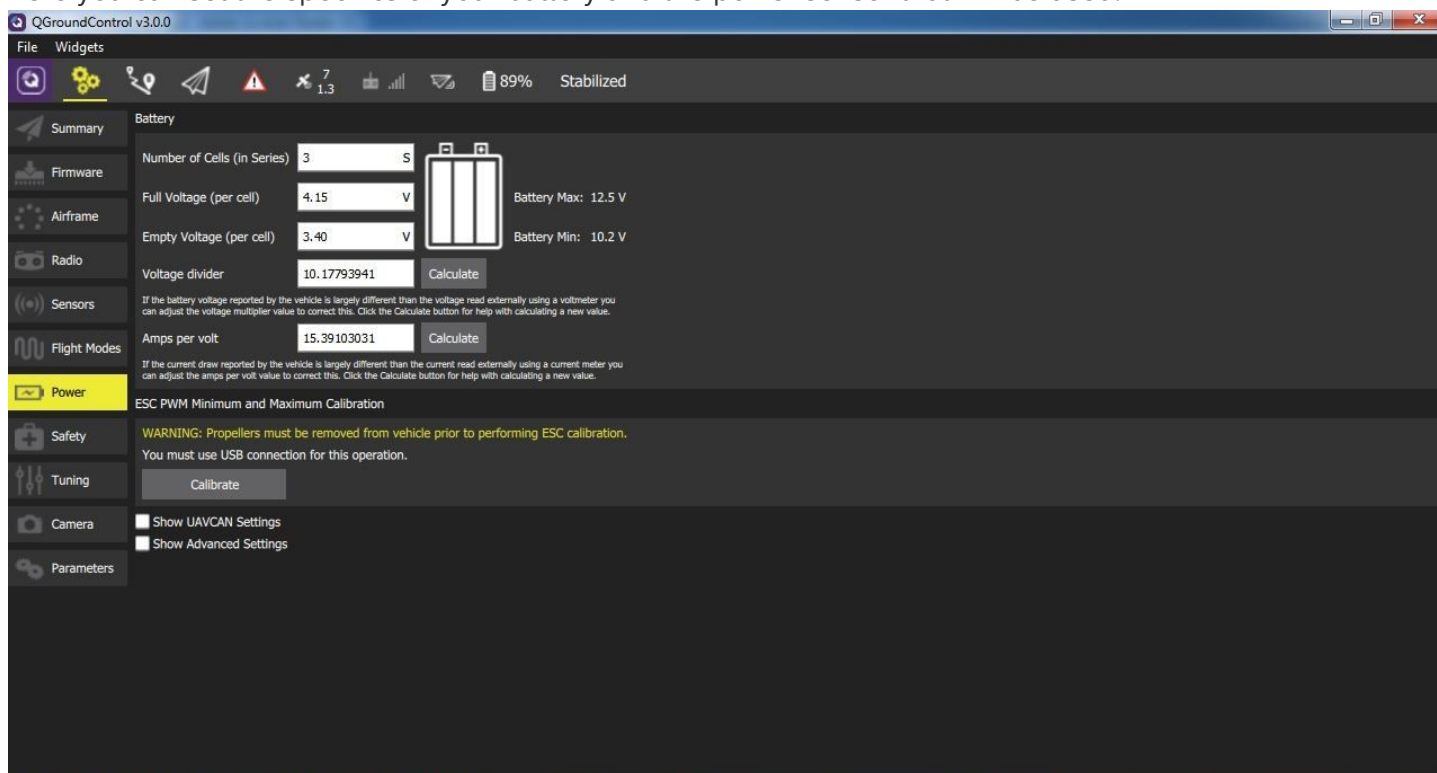 QGroundControl v3.0.0
File Widgets
7
1.3
89%
Stabilized
Summary
Firmware
Airframe
Radio
Sensors
Flight Modes
Power
Safety
Tuning
Camera
Parameters
Battery
Number of Cells (in Series) 3 S
Full Voltage (per cell) 4.15 V Battery Max: 12.5 V
Empty Voltage (per cell) 3.40 V Battery Min: 10.2 V
Voltage divider 10.17793941 Calculate
If the battery voltage reported by the vehicle is largely different than the voltage read externally using a voltmeter you
can adjust the voltage multiplier value to correct this. Click the Calculate button for help with calculating a new value.
Amps per volt 15.39103031 Calculate
If the current draw reported by the vehicle is largely different than the current read externally using a current meter you
can adjust the amps per volt value to correct this. Click the Calculate button for help with calculating a new value.
ESC PWM Minimum and Maximum Calibration
WARNING: Propellers must be removed from vehicle prior to performing ESC calibration.
You must use USB connection for this operation.
Calibrate
Show UAVCAN Settings
Show Advanced Settings